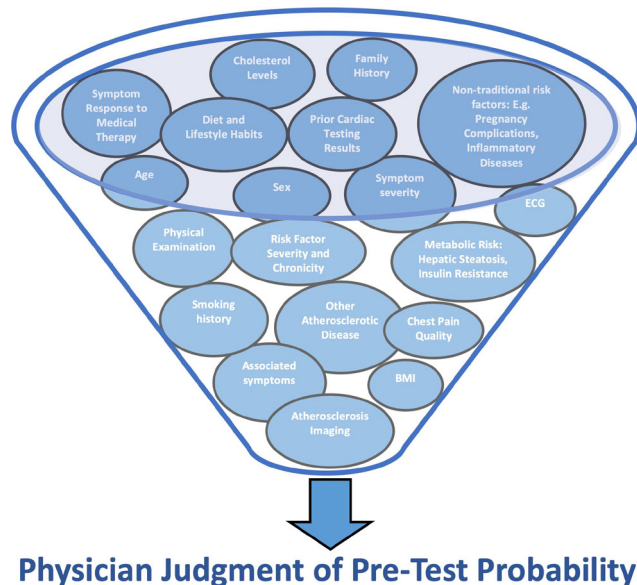 Cholesterol
Levels
Family
History
Symptom
Response to
Medical
Therapy
Non-traditional risk
factors: E.g.
Pregnancy
Complications,
Inflammatory
Diseases
Diet and
Lifestyle Habits
Prior Cardiac
Testing
Results
Age
Sex
Symptom
severity
ECG
Physical
Examination
Risk Factor
Severity and
Chronicity
Metabolic Risk:
Hepatic Steatosis,
Insulin Resistance
Smoking
history
Other
Atherosclerotic
Disease
Chest Pain
Quality
Associated
symptoms
BMI
Atherosclerosis
Imaging
Physician Judgment of Pre-Test Probability